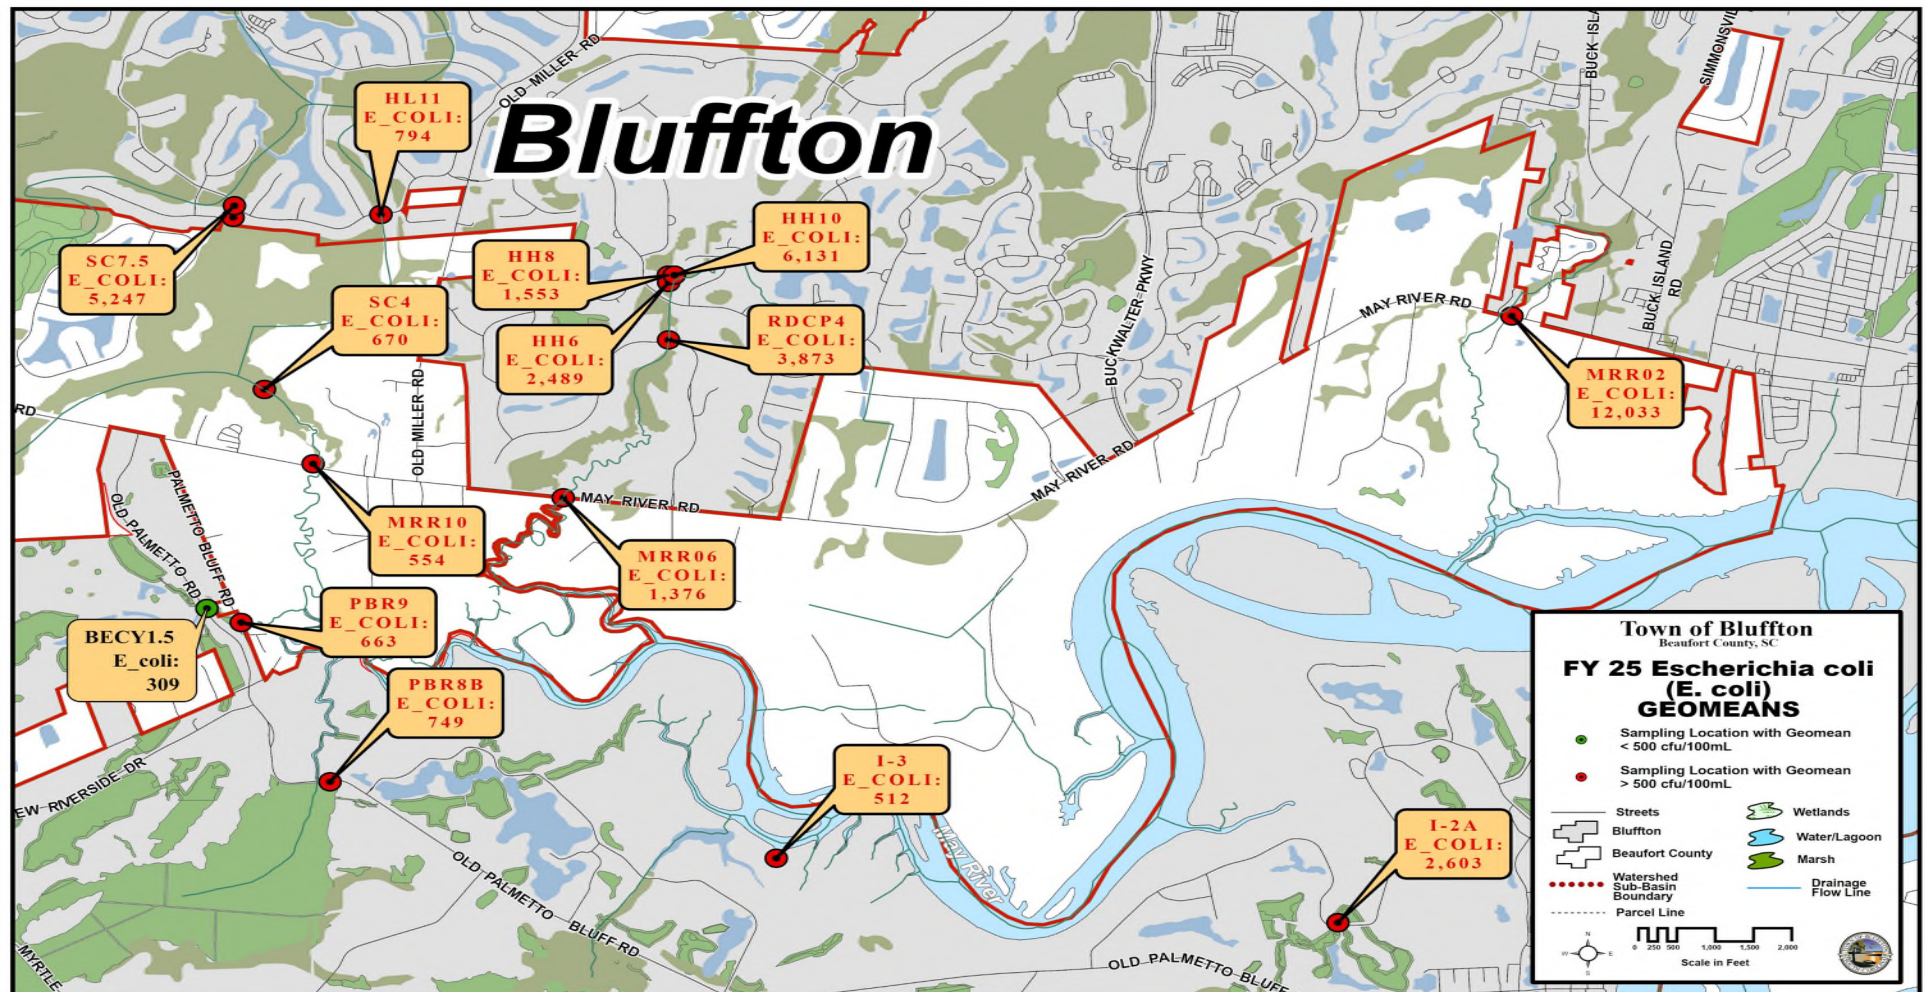 OLD MILLER RD
BUCK ISLA
SIMMONSVIL
HL11
E_COLI:
794
Bluffton
HH10
E_COLI:
6,131
HH8
E_COLI:
1,553
SC7.5
E_COLI:
5,247
SC4
E_COLI:
670
HH6
E_COLI:
2,489
RDCP4
E_COLI:
3,873
BUCKWALTER PKWY
MAY RIVER RD
BUCK ISLAND
RD
MRR02
E_COLI:
12,033
RD
OLD MILLER RD
MAY RIVER RD
MAY RIVER RD
PALMETTO BLUFF RD
OLD PALMETTO RD
MRR10
E_COLI:
554
MRR06
E_COLI:
1,376
PBR9
E_COLI:
663
BECY1.5
E_coli:
309
PBR8B
E_COLI:
749
I-3
E_COLI:
512
I-2A
E_COLI:
2,603
EW RIVERSIDE DR
OLD PALMETTO BLUFF RD
May River
OLD PALMETTO BLUFF
MYRTLE
Town of Bluffton
Beaufort County, SC
FY 25 Escherichia coli
(E. coli)
GEOMEANS
Sampling Location with Geomean
< 500 cfu/100mL
Sampling Location with Geomean
> 500 cfu/100mL
Streets
Bluffton
Beaufort County
Watershed
Sub-Basin
Boundary
Parcel Line
Wetlands
Water/Lagoon
Marsh
Drainage
Flow Line
N
W E
S
0 250 500 1,000 1,500 2,000
Scale in Feet